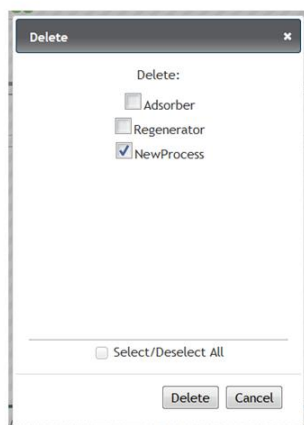 Delete
Delete:
Adsorber
Regenerator
NewProcess
Select/Deselect All
Delete Cancel